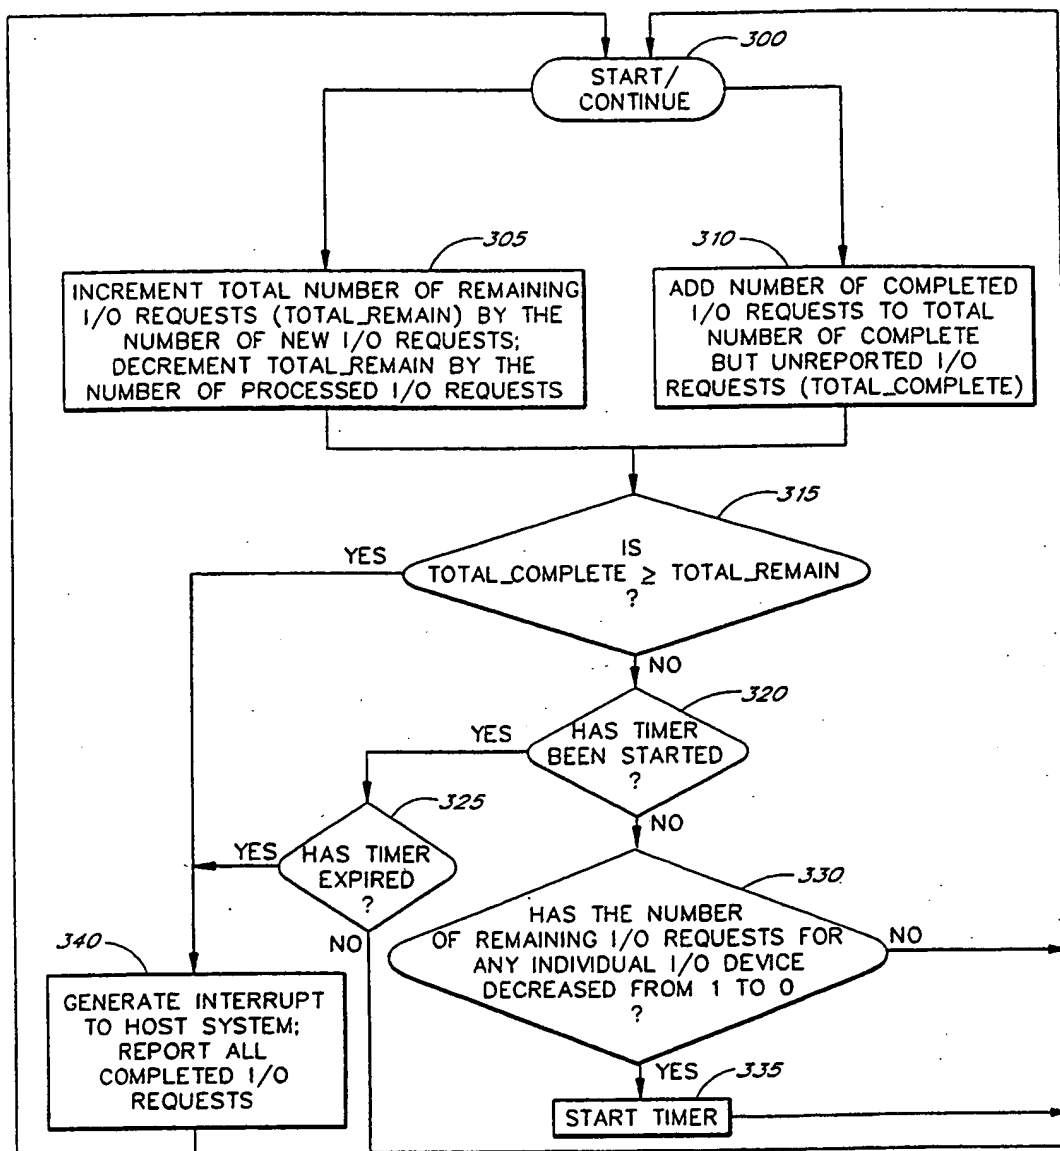 300
START/
CONTINUE
305
INCREMENT TOTAL NUMBER OF REMAINING
I/O REQUESTS (TOTAL_REMAIN) BY THE
NUMBER OF NEW I/O REQUESTS;
DECREMENT TOTAL_REMAIN BY THE
NUMBER OF PROCESSED I/O REQUESTS
310
ADD NUMBER OF COMPLETED
I/O REQUESTS TO TOTAL
NUMBER OF COMPLETE
BUT UNREPORTED I/O
REQUESTS (TOTAL_COMPLETE)
315
IS
TOTAL_COMPLETE ≥ TOTAL_REMAIN
?
YES
NO
320
HAS TIMER
BEEN STARTED
?
YES
NO
325
HAS TIMER
EXPIRED
?
YES
NO
330
HAS THE NUMBER
OF REMAINING I/O REQUESTS FOR
ANY INDIVIDUAL I/O DEVICE
DECREASED FROM 1 TO 0
?
NO
YES
335
START TIMER
340
GENERATE INTERRUPT
TO HOST SYSTEM;
REPORT ALL
COMPLETED I/O
REQUESTS